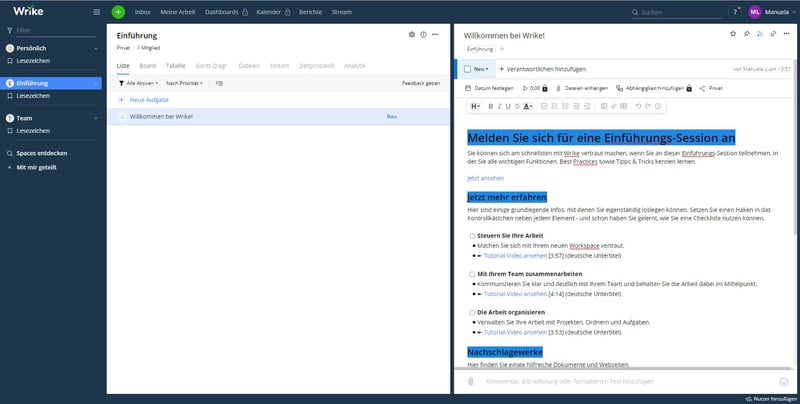 Wrike
Inbox Meine Arbeit Dashboards Kalender Berichte Stream
Suchen
?
ML Manuela
Filter
Persönlich
Lesezeichen
E Einführung
Lesezeichen
T Team
Lesezeichen
Spaces entdecken
Mit mir geteilt
Einführung
Privat 1 Mitglied
Liste Board Tabelle Gantt-Diagr. Dateien Stream Zeitprotokoll Analytik
Alle Aktiven Nach Priorität Feedback geben
Neue Aufgabe
Willkommen bei Wrike! Neu
Willkommen bei Wrike!
Einführung +
Neu + Verantwortlichen hinzufügen von Manuela L um 13:57
Datum festlegen 0:00 Dateien anhängen Abhängigkeit hinzufügen Privat
H B I U S A
Melden Sie sich für eine Einführungs-Session an
Sie können sich am schnellsten mit Wrike vertraut machen, wenn Sie an dieser Einführungs-Session teilnehmen, in
der Sie alle wichtigen Funktionen, Best Practices sowie Tipps & Tricks kennen lernen.
Jetzt ansehen
Jetzt mehr erfahren
Hier sind einige grundlegende Infos, mit denen Sie eigenständig loslegen können. Setzen Sie einen Haken in das
Kontrollkästchen neben jedem Element - und schon haben Sie gelernt, wie Sie eine Checkliste nutzen können.
Steuern Sie Ihre Arbeit
• Machen Sie sich mit Ihrem neuen Workspace vertraut.
• ► Tutorial-Video ansehen [3:57] (deutsche Untertitel)
Mit Ihrem Team zusammenarbeiten
• Kommunizieren Sie klar und deutlich mit Ihrem Team und behalten Sie die Arbeit dabei im Mittelpunkt.
• ► Tutorial-Video ansehen [4:14] (deutsche Untertitel)
Die Arbeit organisieren
• Verwalten Sie Ihre Arbeit mit Projekten, Ordnern und Aufgaben.
• ► Tutorial-Video ansehen [3:53] (deutsche Untertitel)
Nachschlagewerke
Hier finden Sie einige hilfreiche Dokumente und Webseiten:
Kommentar, @Erwähnung oder formatierten Text hinzufügen
Nutzer hinzufügen